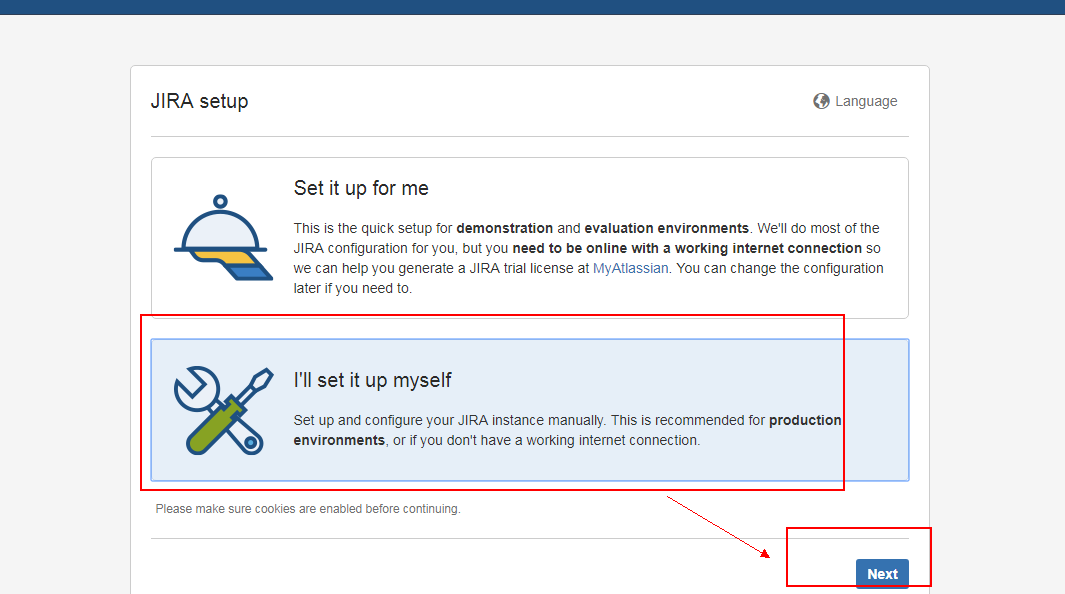 JIRA setup
Language
Set it up for me
This is the quick setup for demonstration and evaluation environments. We'll do most of the
JIRA configuration for you, but you need to be online with a working internet connection so
we can help you generate a JIRA trial license at MyAtlassian. You can change the configuration
later if you need to.
I'll set it up myself
Set up and configure your JIRA instance manually. This is recommended for production
environments, or if you don't have a working internet connection.
Please make sure cookies are enabled before continuing.
Next